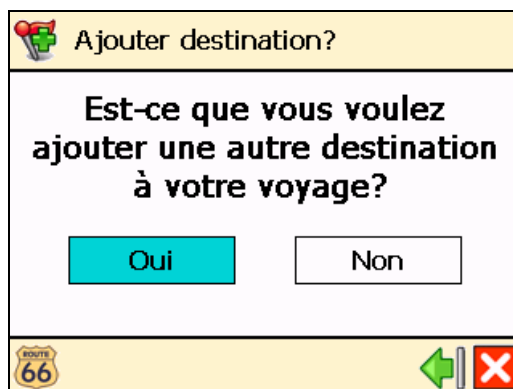 Ajouter destination?
Est-ce que vous voulez
ajouter une autre destination
à votre voyage?
Oui
Non
ROUTE
66